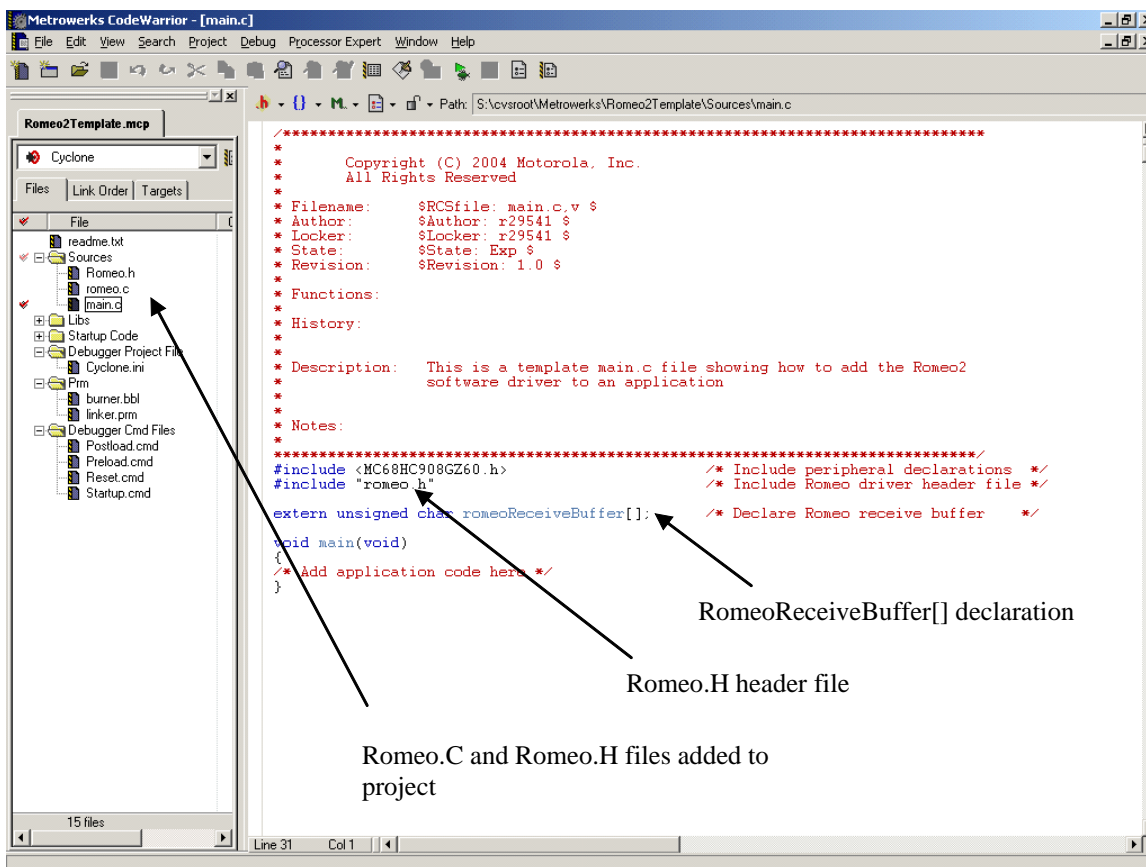 Metrowerks CodeWarrior - [main.c]
File Edit View Search Project Debug Processor Expert Window Help
Path: S:\cvsroot\Metrowerks\Romeo2Template\Sources\main.c
Romeo2Template.mcp
Cyclone
Files Link Order Targets
File
readme.txt
Sources
Romeo.h
romeo.c
main.c
Libs
Startup Code
Debugger Project File
Cyclone.ini
Prm
burner.bbl
linker.prm
Debugger Cmd Files
Postload.cmd
Preload.cmd
Reset.cmd
Startup.cmd
15 files
/******************************************************************************
*
* Copyright (C) 2004 Motorola, Inc.
* All Rights Reserved
*
* Filename: $RCSfile: main.c,v $
* Author: $Author: r29541 $
* Locker: $Locker: r29541 $
* State: $State: Exp $
* Revision: $Revision: 1.0 $
*
* Functions:
*
* History:
*
*
* Description: This is a template main.c file showing how to add the Romeo2
* software driver to an application
*
*
* Notes:
*
******************************************************************************/
#include <MC68HC908GZ60.h> /* Include peripheral declarations */
#include "romeo.h" /* Include Romeo driver header file */
extern unsigned char romeoReceiveBuffer[]; /* Declare Romeo receive buffer */
void main(void)
{
/* Add application code here */
}
RomeoReceiveBuffer[] declaration
Romeo.H header file
Romeo.C and Romeo.H files added to
project
Line 31 Col 1